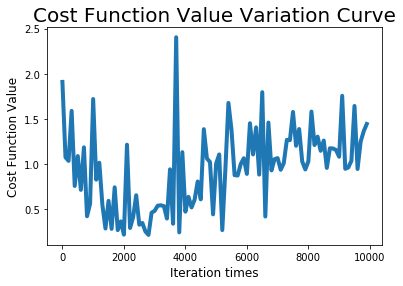 Cost Function Value Variation Curve
2.5
2.0
1.5
1.0
0.5
Cost Function Value
0 2000 4000 6000 8000 10000
Iteration times